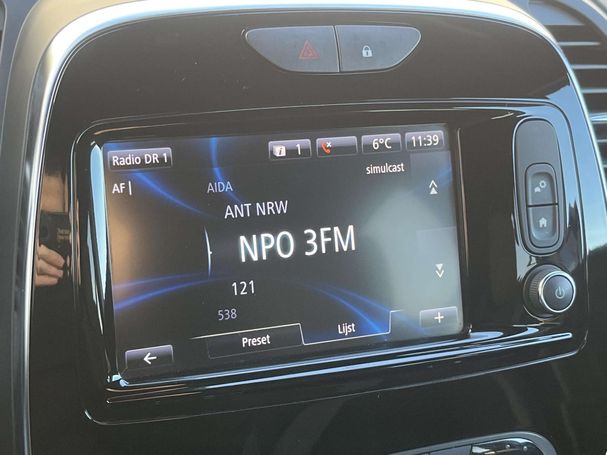 Radio DR 1
1
6°C
11:39
AF
AIDA
simulcast
ANT NRW
NPO 3FM
121
538
Preset
Lijst
+